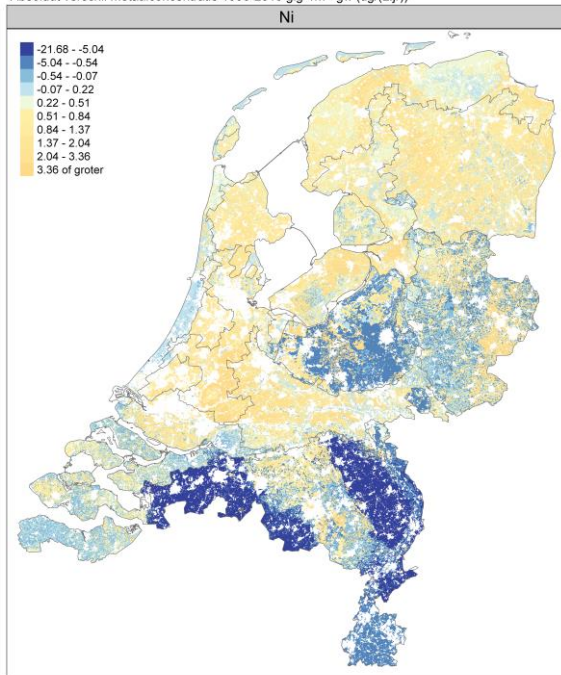 Ni
-21.68 - -5.04
-5.04 - -0.54
-0.54 - -0.07
-0.07 - 0.22
0.22 - 0.51
0.51 - 0.84
0.84 - 1.37
1.37 - 2.04
2.04 - 3.36
3.36 of groter